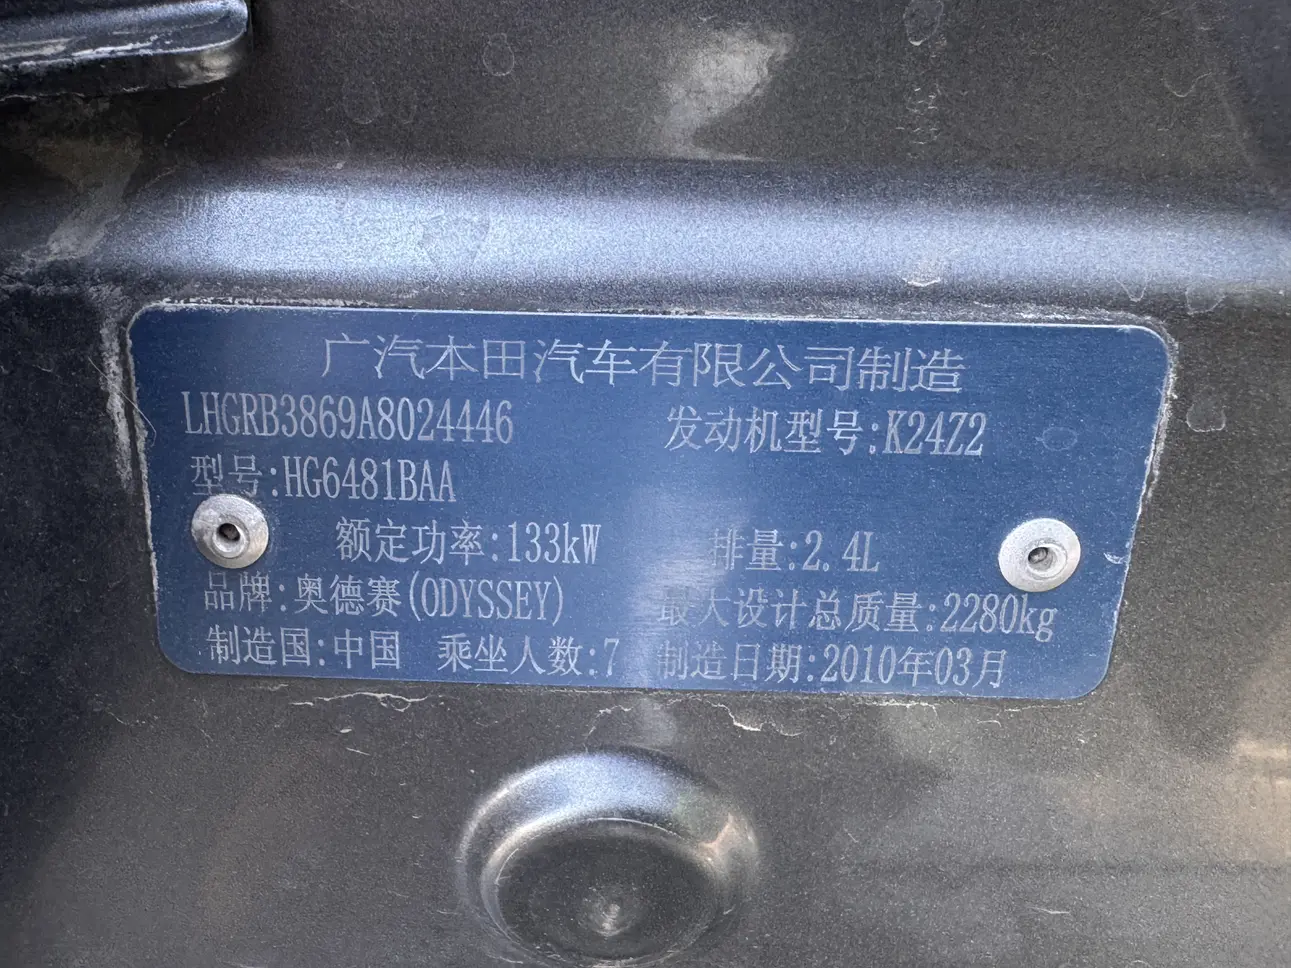 广汽本田汽车有限公司制造
LHGRB3869A8024446 发动机型号:K24Z2
型号:HG6481BAA
额定功率:133kW 排量:2.4L
品牌:奥德赛(ODYSSEY) 最大设计总质量:2280kg
制造国:中国 乘坐人数:7 制造日期:2010年03月